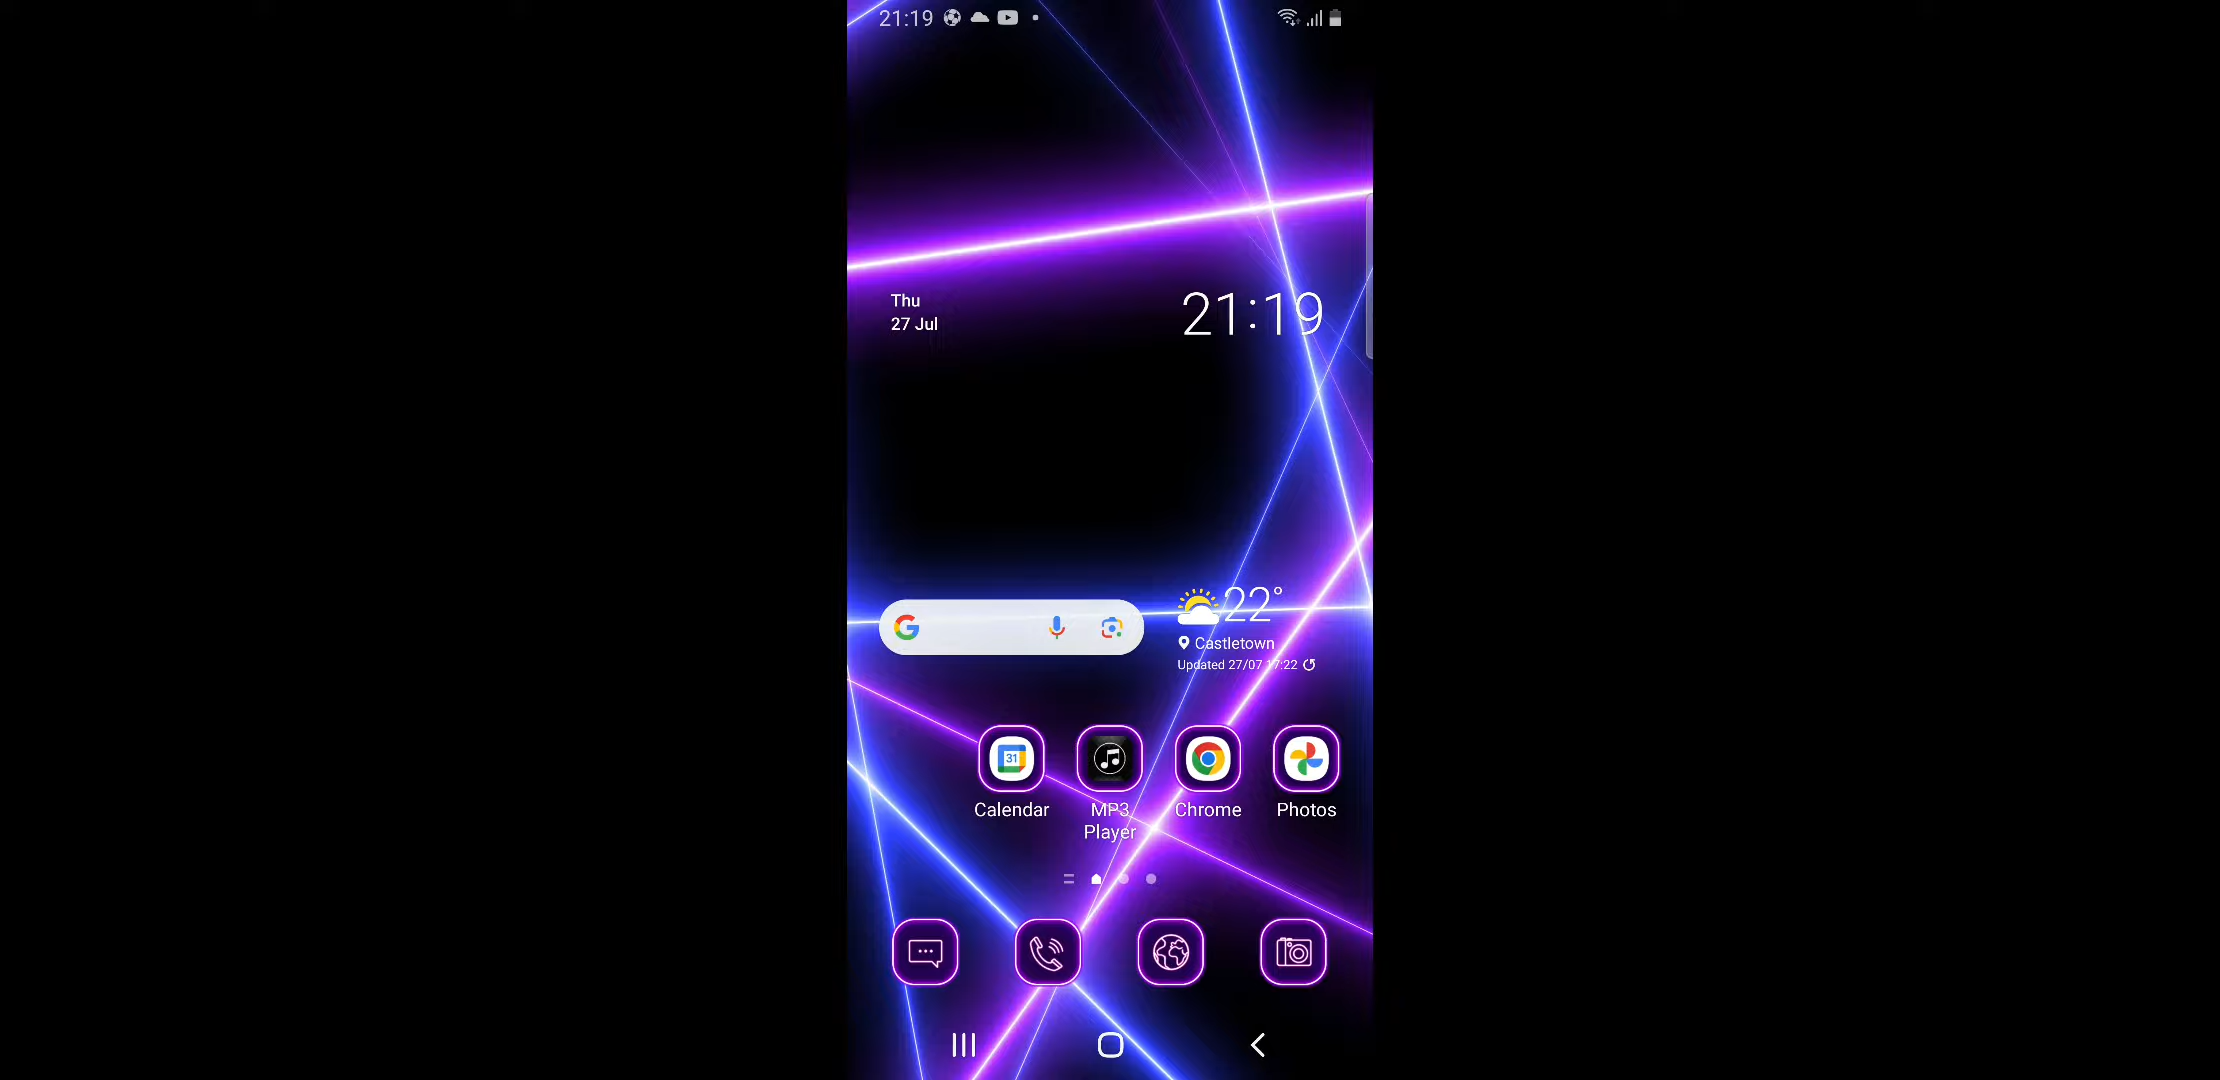 21:19
Thu
27 Jul
21:19
22°
Castletown
Updated 27/07 17:22
31
Calendar
MP3
Player
Chrome
Photos